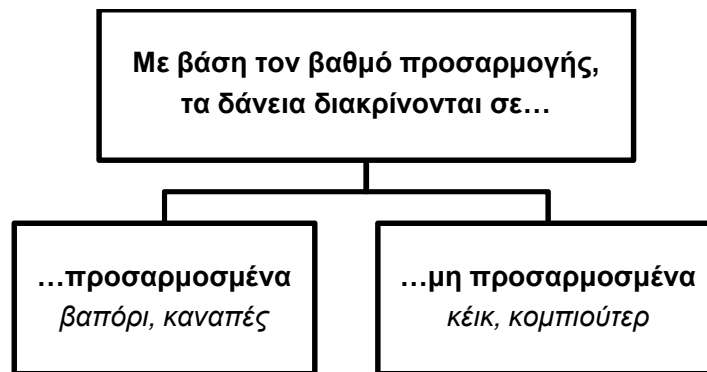 Με βάση τον βαθμό προσαρμογής,
τα δάνεια διακρίνονται σε…
…προσαρμοσμένα
βαπόρι, καναπές
…μη προσαρμοσμένα
κέικ, κομπιούτερ